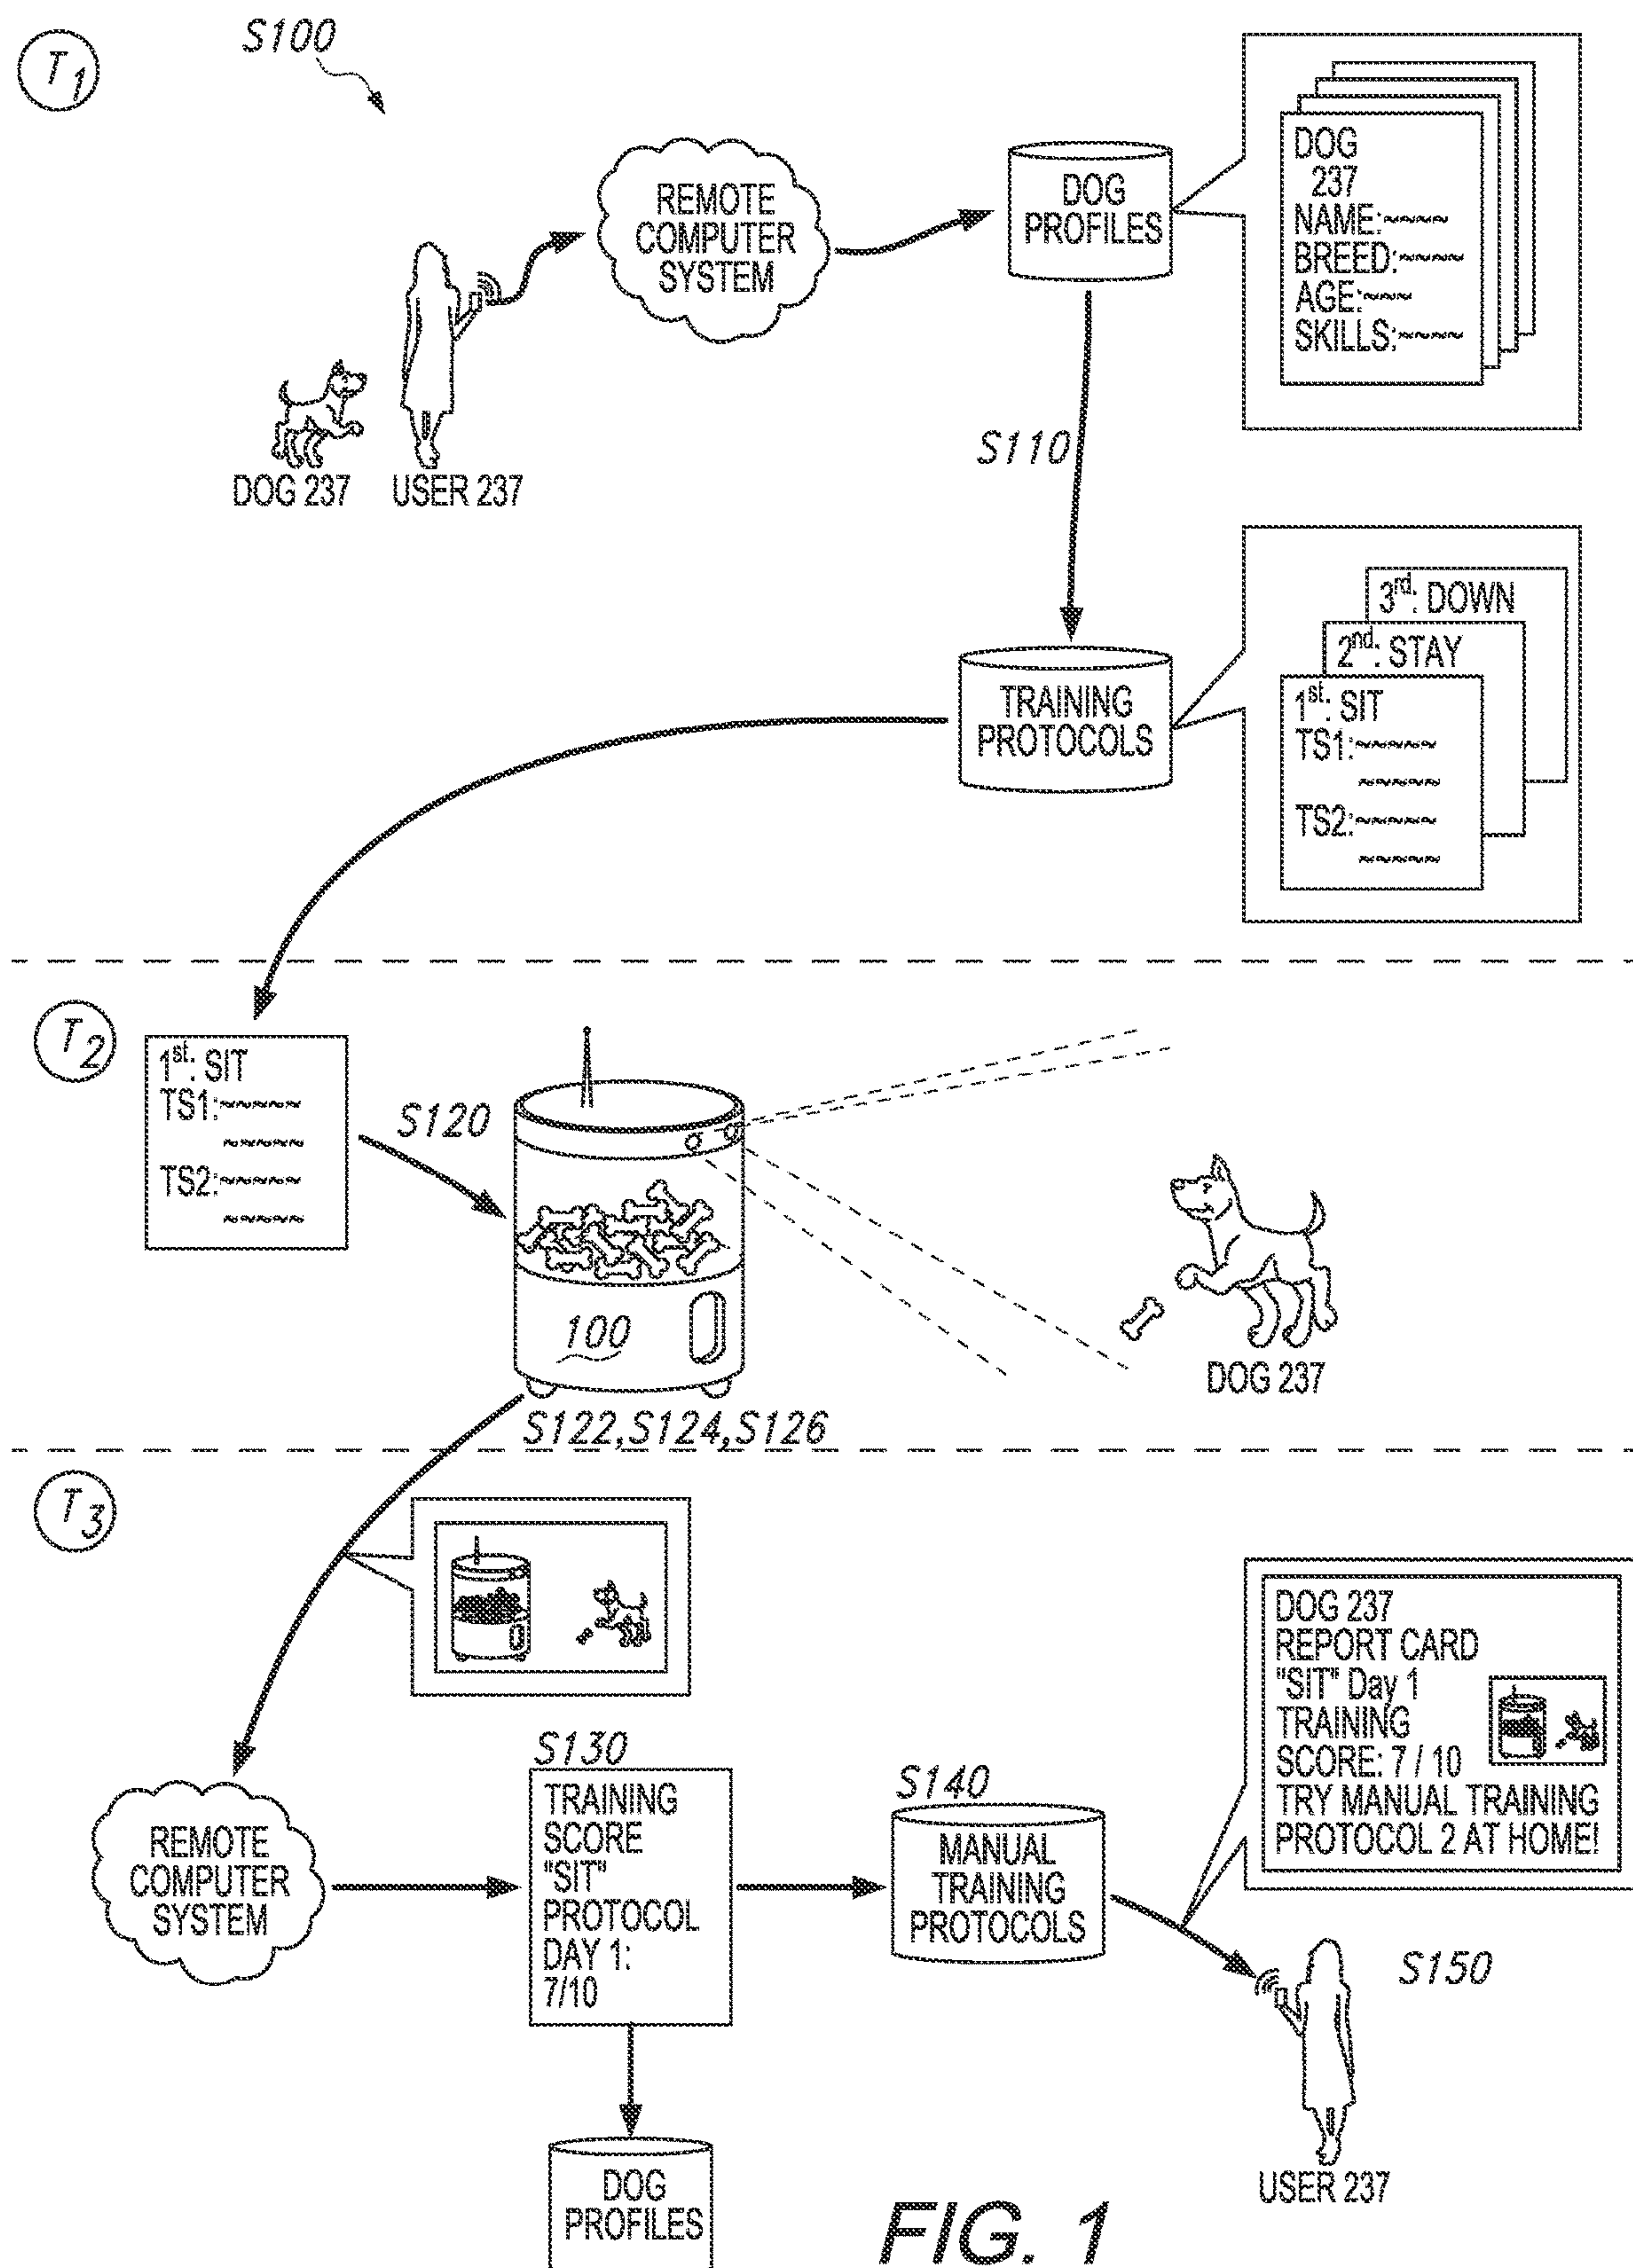 T1
S100
REMOTE
COMPUTER
SYSTEM
DOG
PROFILES
DOG
237
NAME:~~~~
BREED:~~~~
AGE:~~~
SKILLS:~~~~
DOG 237
USER 237
S110
TRAINING
PROTOCOLS
3rd: DOWN
2nd: STAY
1st: SIT
TS1:~~~~~
~~~~~
TS2:~~~~~
~~~~~
T2
1st: SIT
TS1:~~~~~
~~~~~
TS2:~~~~~
~~~~~
S120
100
DOG 237
S122,S124,S126
T3
REMOTE
COMPUTER
SYSTEM
S130
TRAINING
SCORE
"SIT"
PROTOCOL
DAY 1:
7/10
S140
MANUAL
TRAINING
PROTOCOLS
DOG 237
REPORT CARD
"SIT" Day 1
TRAINING
SCORE: 7 / 10
TRY MANUAL TRAINING
PROTOCOL 2 AT HOME!
S150
USER 237
DOG
PROFILES
FIG. 1